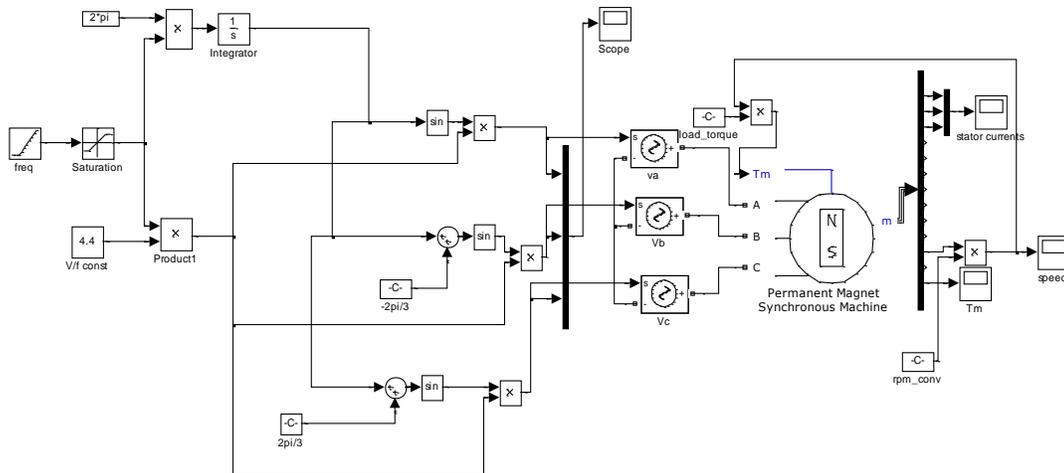 2*pi
×
1
s
Integrator
Scope
freq
Saturation
sin
×
-C-
load_torque
×
stator currents
s
+
-
va
Tm
4.4
V/f const
×
Product1
sin
×
-C-
-2pi/3
s
+
-
Vb
A
B
C
N
S
m
Permanent Magnet
Synchronous Machine
s
+
-
Vc
×
speed
Tm
-C-
rpm_conv
sin
×
-C-
2pi/3